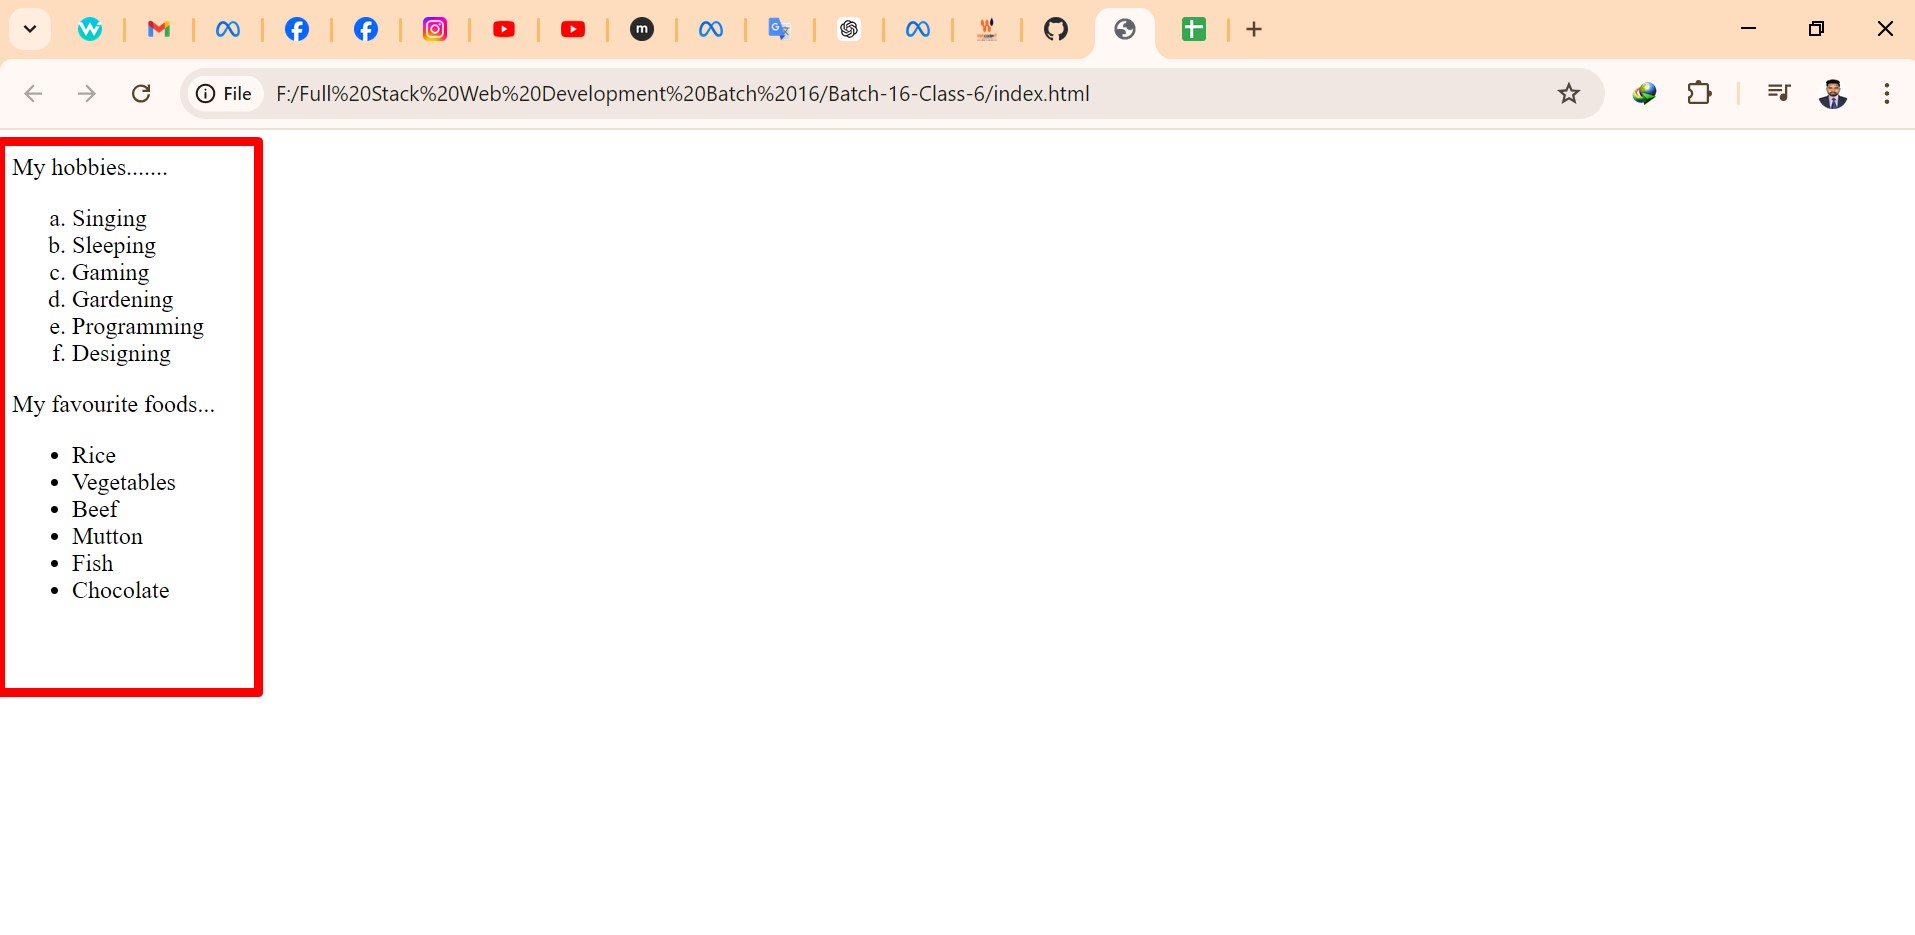 File F:/Full%20Stack%20Web%20Development%20Batch%2016/Batch-16-Class-6/index.html
My hobbies.......
a. Singing
b. Sleeping
c. Gaming
d. Gardening
e. Programming
f. Designing
My favourite foods...
• Rice
• Vegetables
• Beef
• Mutton
• Fish
• Chocolate